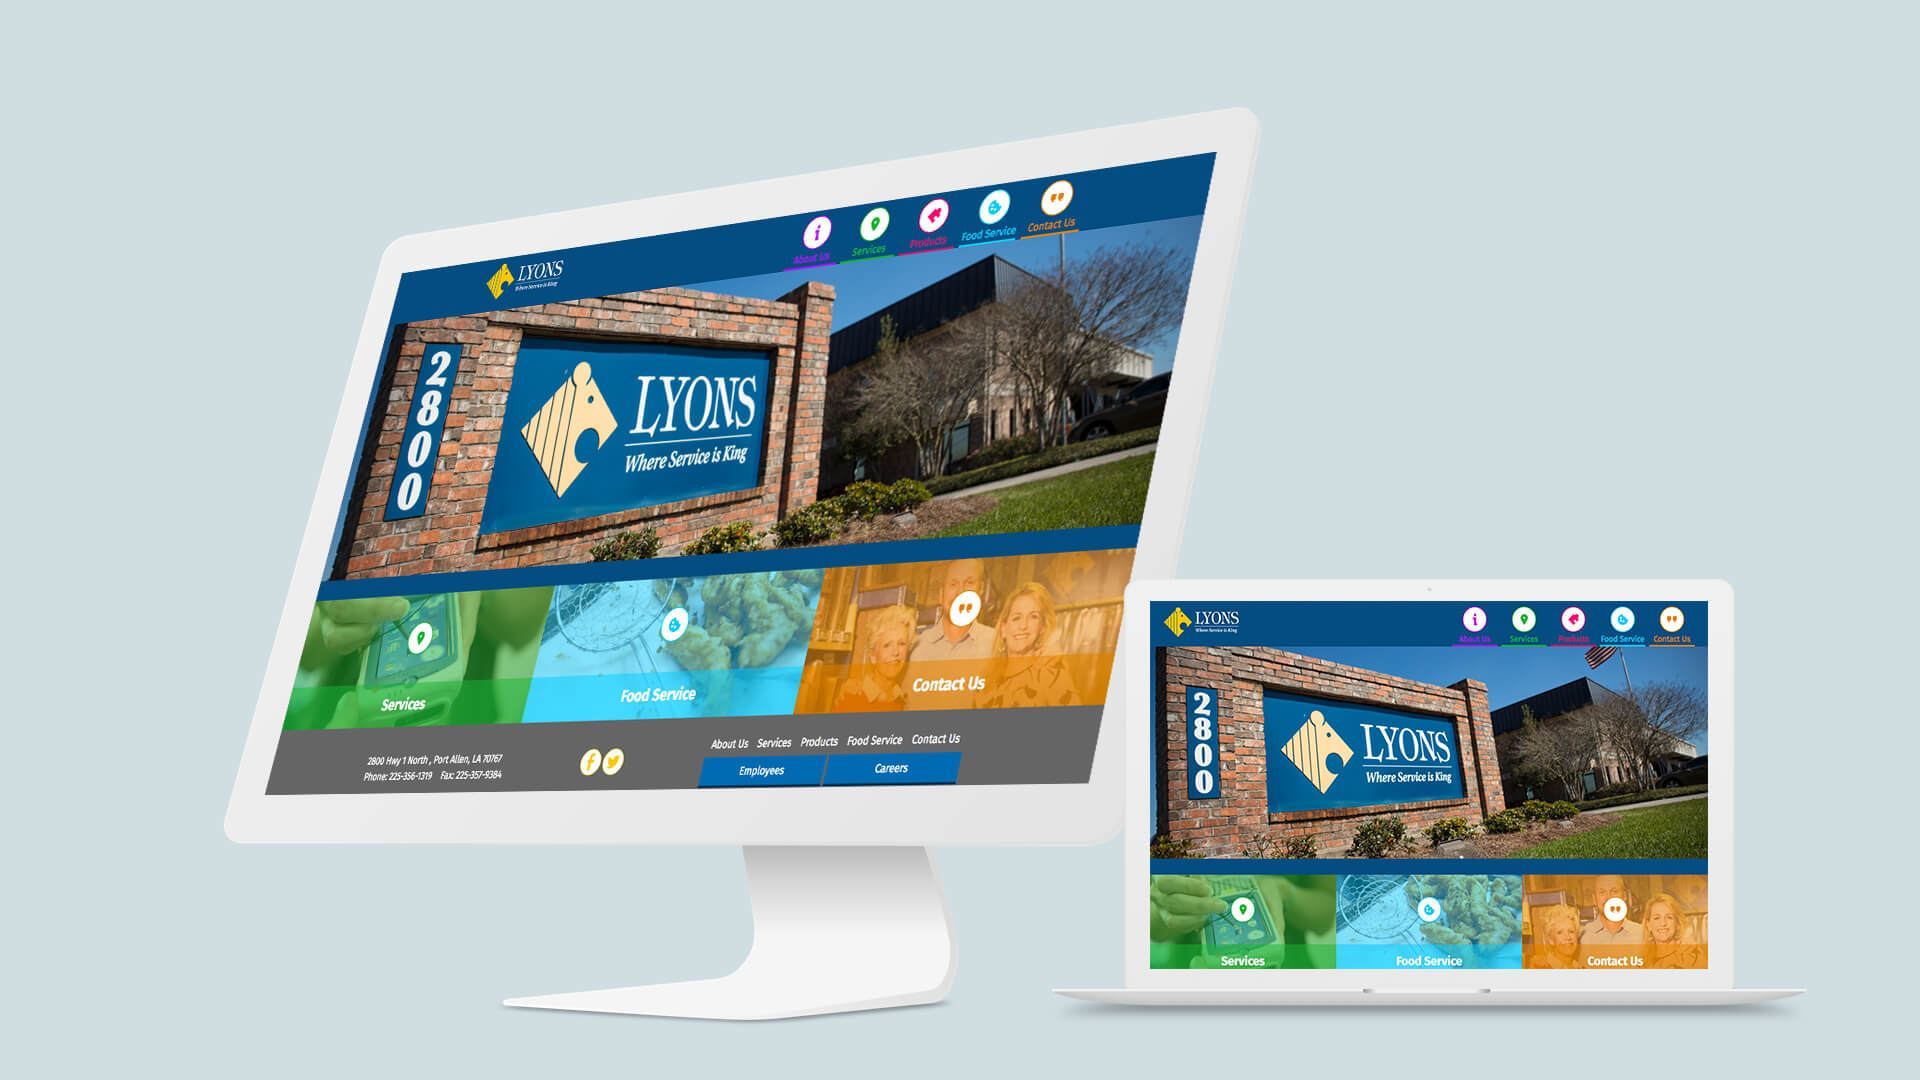 LYONS
Where Service is King
About Us
Services
Products
Food Service
Contact Us
2800
LYONS
Where Service is King
Services
Food Service
Contact Us
2800 Hwy 1 North , Port Allen, LA 70767
Phone: 225-356-1319 Fax: 225-357-9384
About Us Services Products Food Service Contact Us
Employees
Careers
LYONS
Where Service is King
About Us
Services
Products
Food Service
Contact Us
2800
LYONS
Where Service is King
Services
Food Service
Contact Us